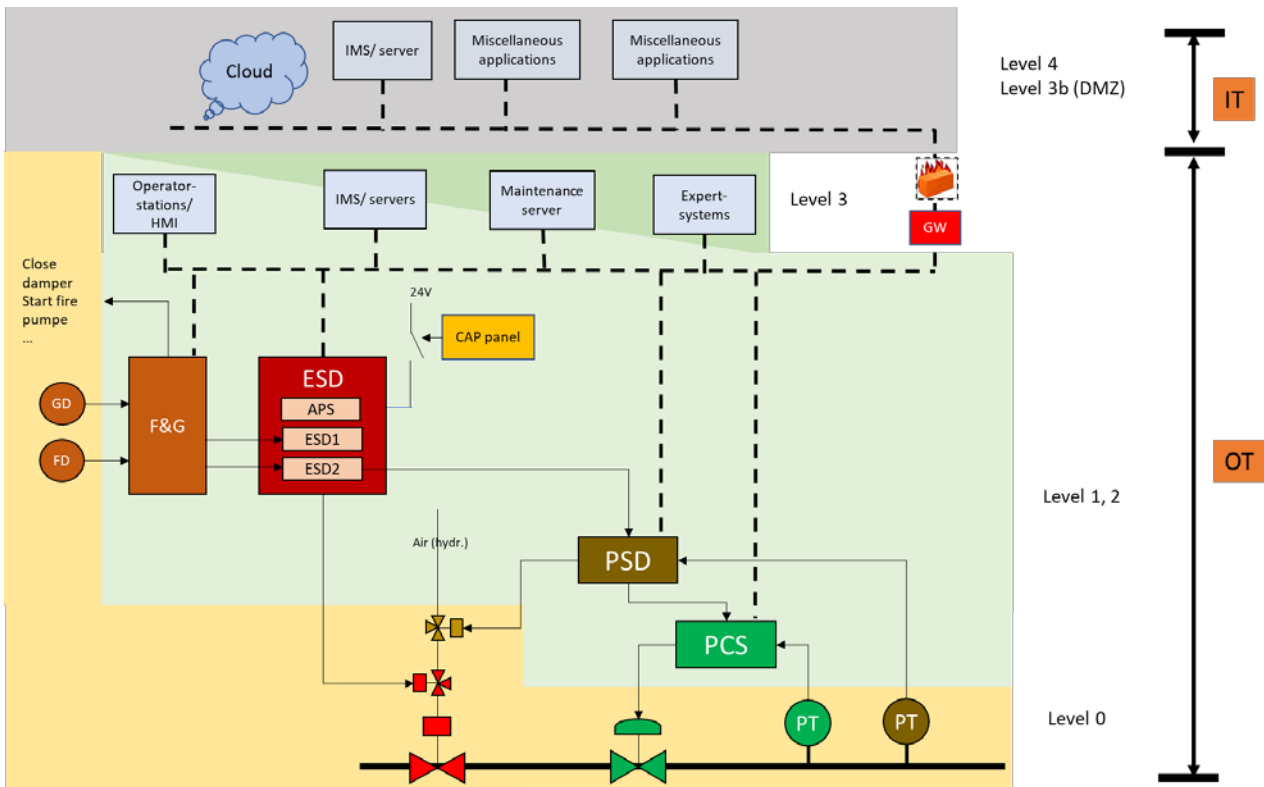 Cloud
IMS/ server
Miscellaneous
applications
Miscellaneous
applications
Level 4
Level 3b (DMZ)
IT
Operator-
stations/
HMI
IMS/ servers
Maintenance
server
Expert-
systems
Level 3
GW
Close
damper
Start fire
pumpe
...
24V
CAP panel
ESD
APS
ESD1
ESD2
F&G
GD
FD
OT
Level 1, 2
Air (hydr.)
PSD
PCS
PT
PT
Level 0